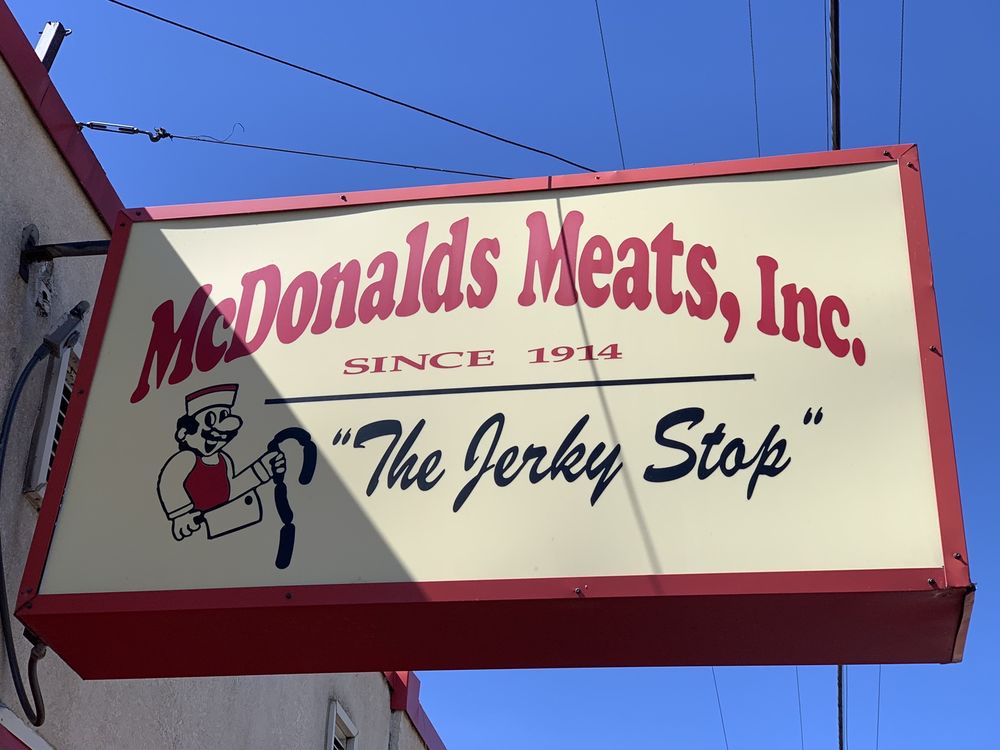 McDonalds Meats, Inc.
SINCE 1914
"The Jerky Stop"